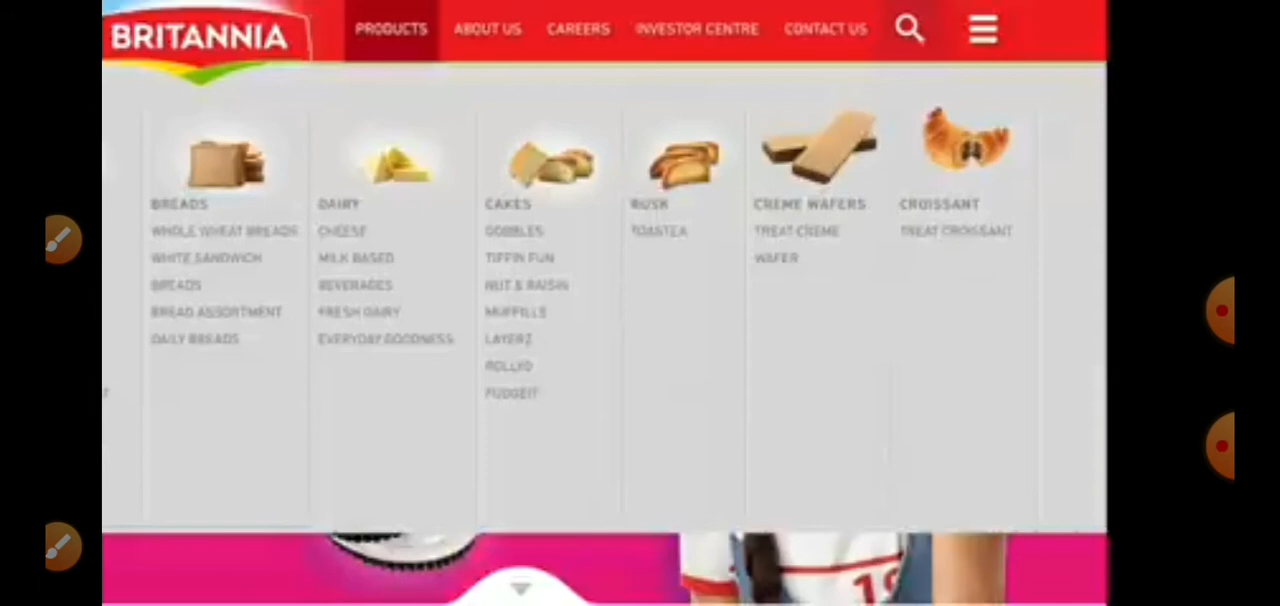 BRITANNIA
PRODUCTS ABOUT US CAREERS INVESTOR CENTRE CONTACT US
BREADS
WHOLE WHEAT BREADS
WHITE SANDWICH
BREADS
BREAD ASSORTMENT
DAILY BREADS
DAIRY
CHEESE
MILK BASED
BEVERAGES
FRESH DAIRY
EVERYDAY GOODNESS
CAKES
GOBBLES
TIFFIN FUN
NUT & RAISIN
MUFFILLS
LAYERZ
ROLLYO
FUDGEIT
RUSK
TOASTEA
CREME WAFERS
TREAT CREME
WAFER
CROISSANT
TREAT CROISSANT